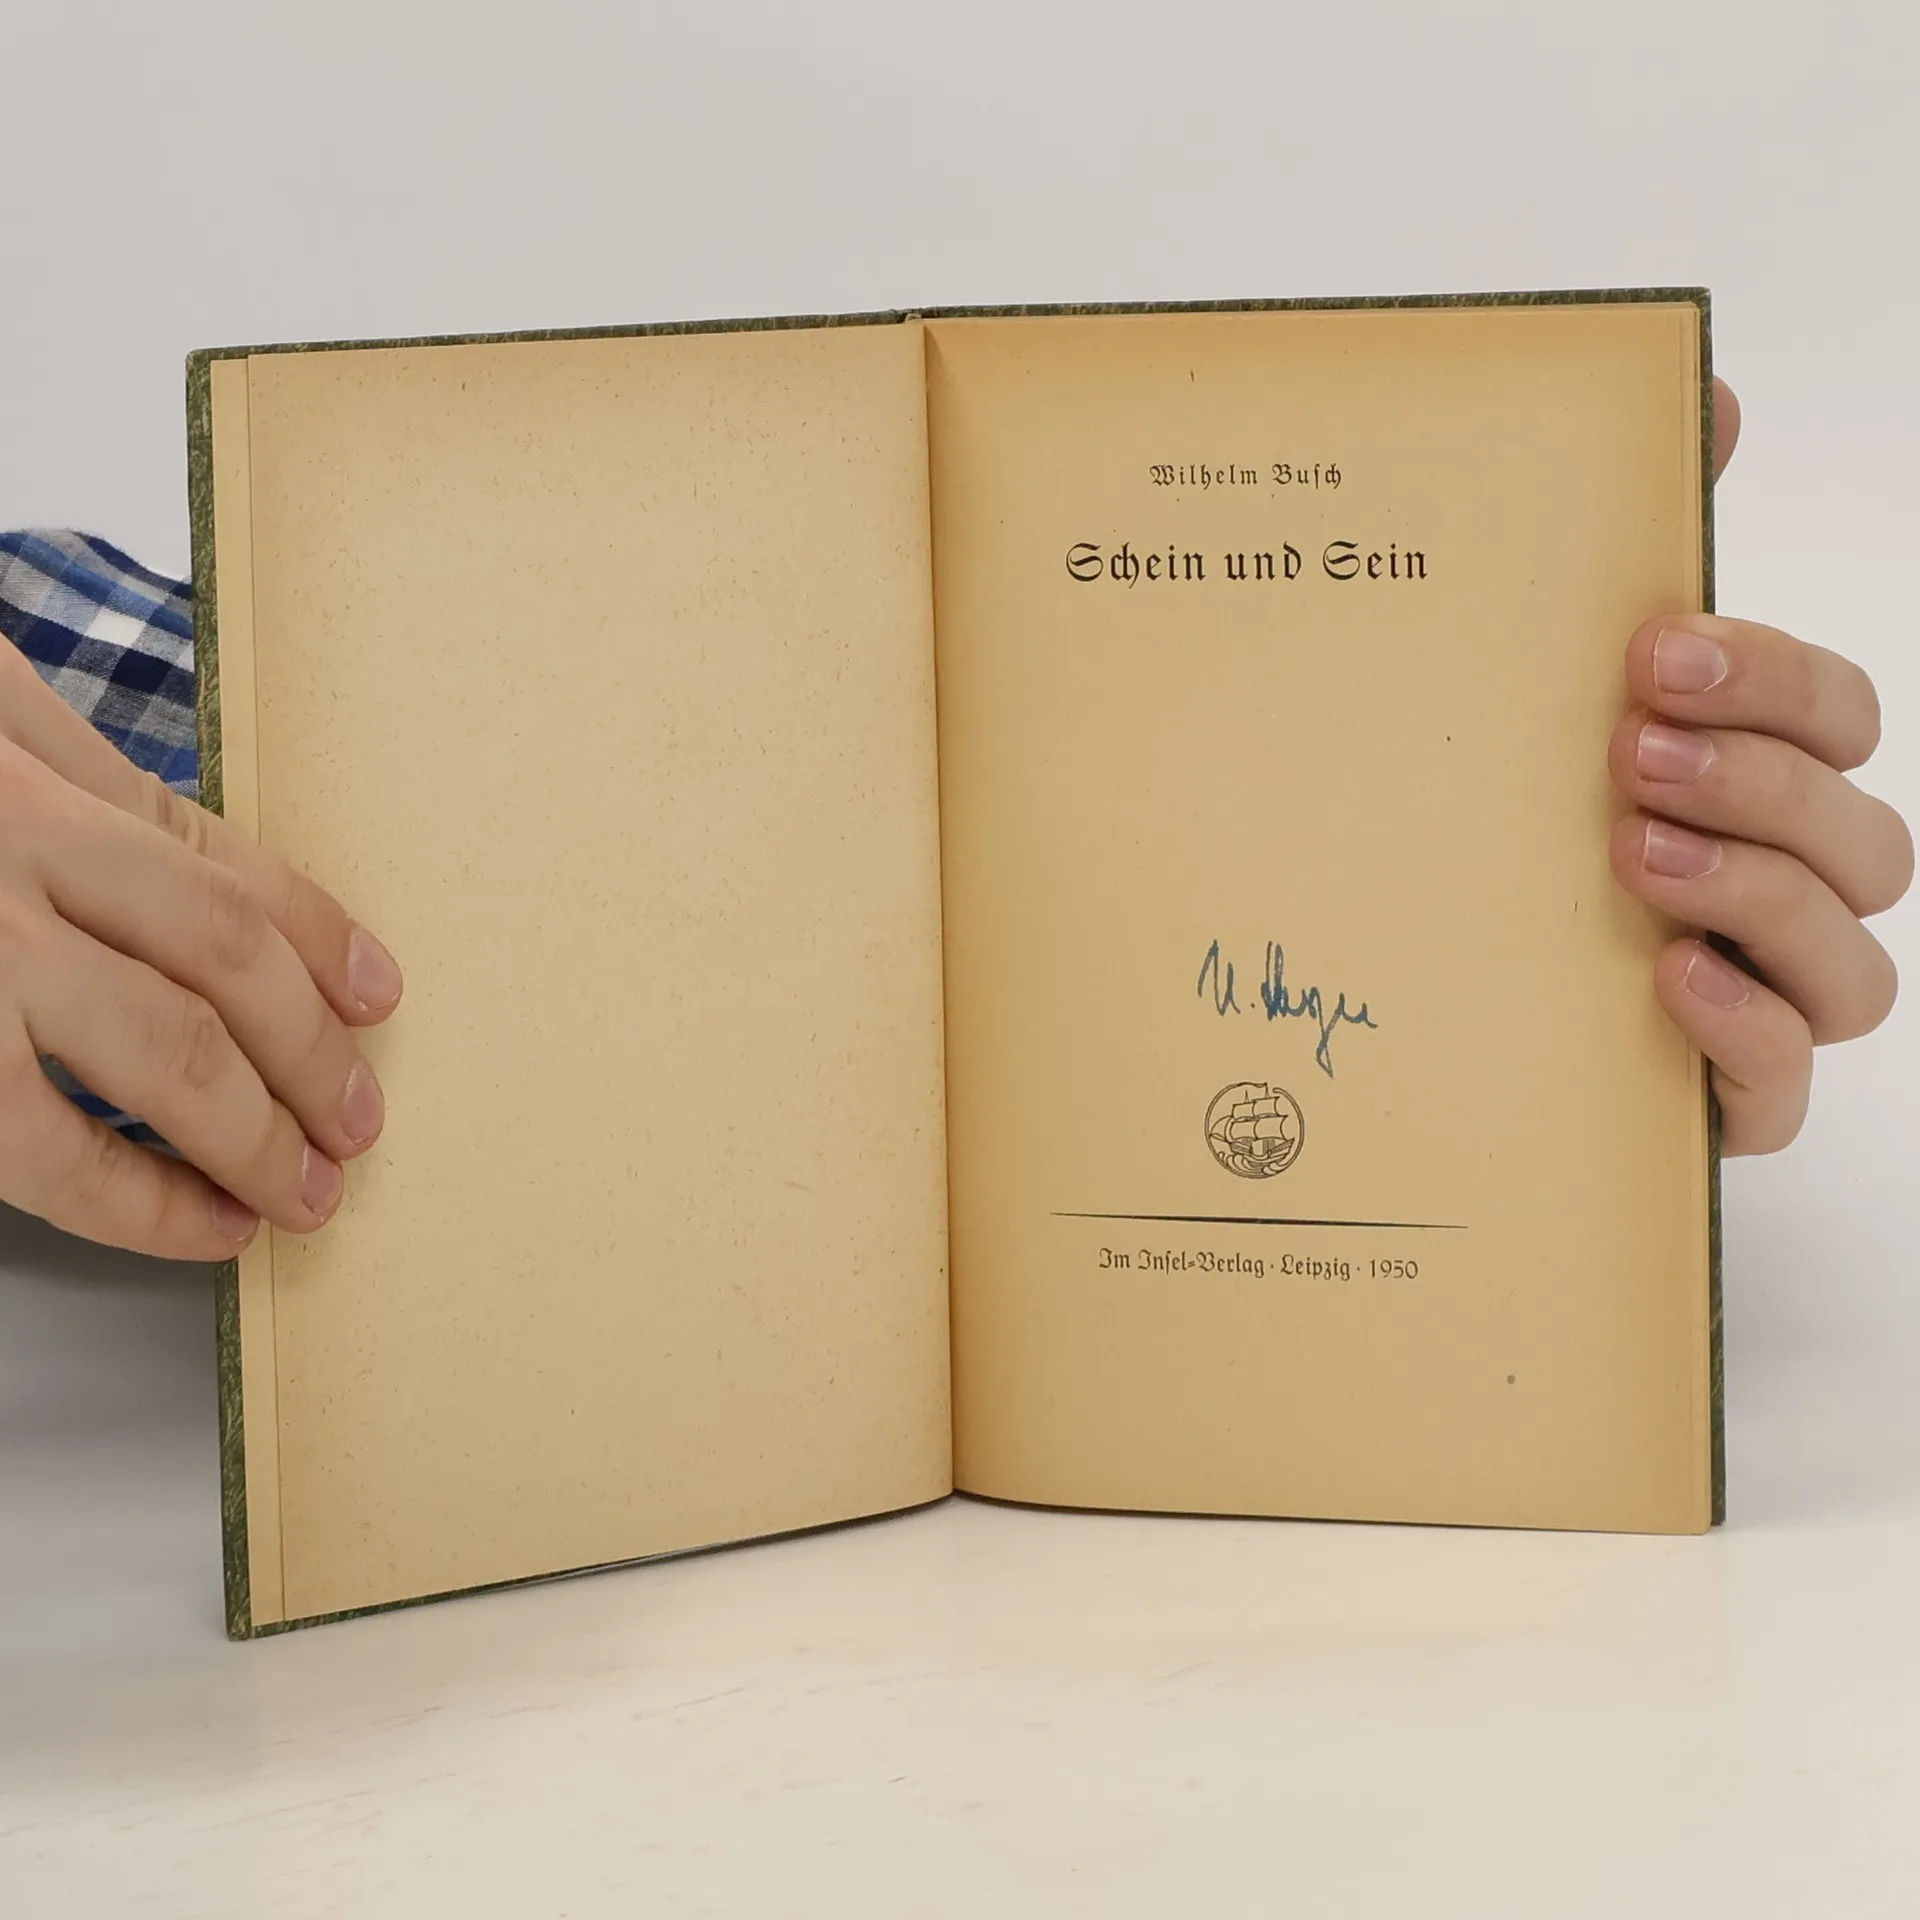 Wilhelm Busch
Schein und Sein
Im Insel-Verlag · Leipzig · 1950